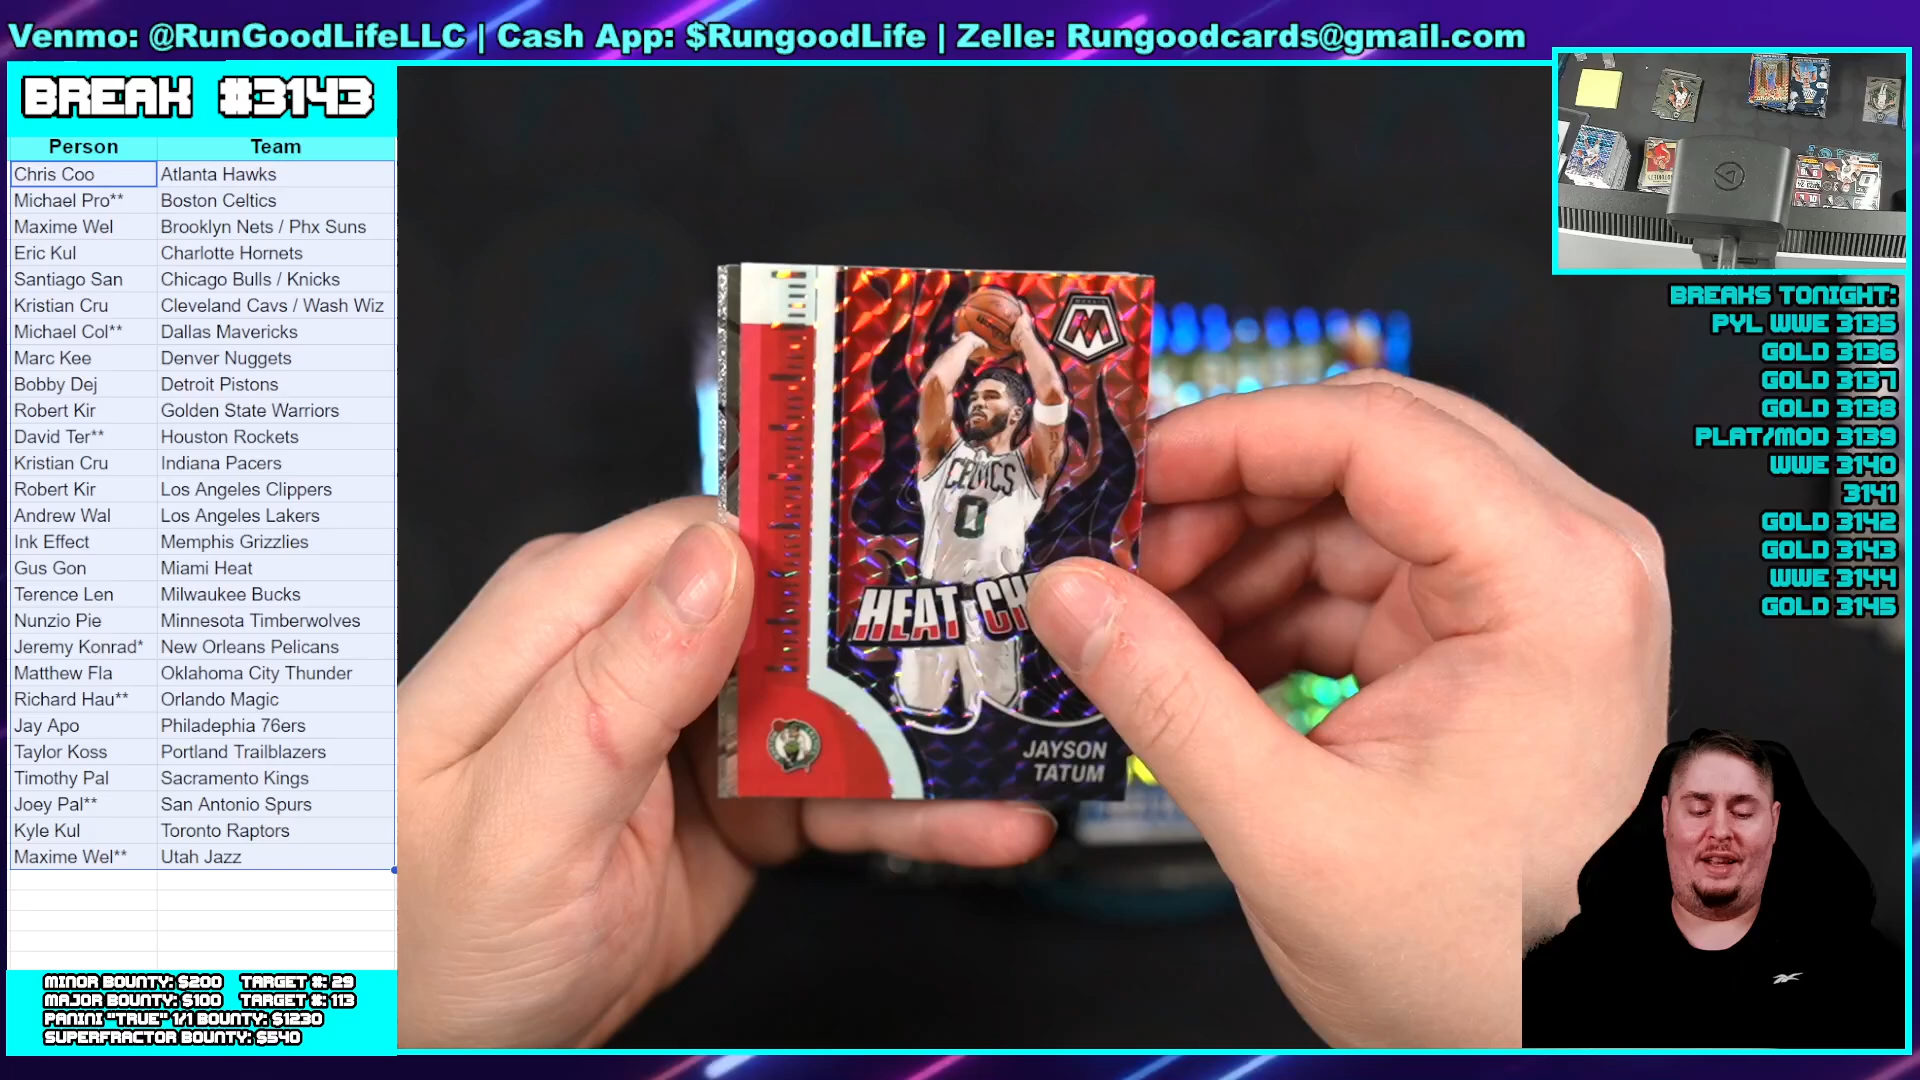 Venmo: @RunGoodLifeLLC | Cash App: $RungoodLife | Zelle: Rungoodcards@gmail.com
BREAK #3143
Person Team
Chris Coo Atlanta Hawks
Michael Pro** Boston Celtics
Maxime Wel Brooklyn Nets / Phx Suns
Eric Kul Charlotte Hornets
Santiago San Chicago Bulls / Knicks
Kristian Cru Cleveland Cavs / Wash Wiz
Michael Col** Dallas Mavericks
Marc Kee Denver Nuggets
Bobby Dej Detroit Pistons
Robert Kir Golden State Warriors
David Ter** Houston Rockets
Kristian Cru Indiana Pacers
Robert Kir Los Angeles Clippers
Andrew Wal Los Angeles Lakers
Ink Effect Memphis Grizzlies
Gus Gon Miami Heat
Terence Len Milwaukee Bucks
Nunzio Pie Minnesota Timberwolves
Jeremy Konrad* New Orleans Pelicans
Matthew Fla Oklahoma City Thunder
Richard Hau** Orlando Magic
Jay Apo Philadephia 76ers
Taylor Koss Portland Trailblazers
Timothy Pal Sacramento Kings
Joey Pal** San Antonio Spurs
Kyle Kul Toronto Raptors
Maxime Wel** Utah Jazz
MINOR BOUNTY: $200 TARGET #: 29
MAJOR BOUNTY: $100 TARGET #: 113
PANINI "TRUE" 1/1 BOUNTY: $1230
SUPERFRACTOR BOUNTY: $540
MOSAIC
M
CELTICS
0
HEAT CH
JAYSON
TATUM
BREAKS TONIGHT:
PYL WWE 3135
GOLD 3136
GOLD 3137
GOLD 3138
PLAT/MOD 3139
WWE 3140
3141
GOLD 3142
GOLD 3143
WWE 3144
GOLD 3145